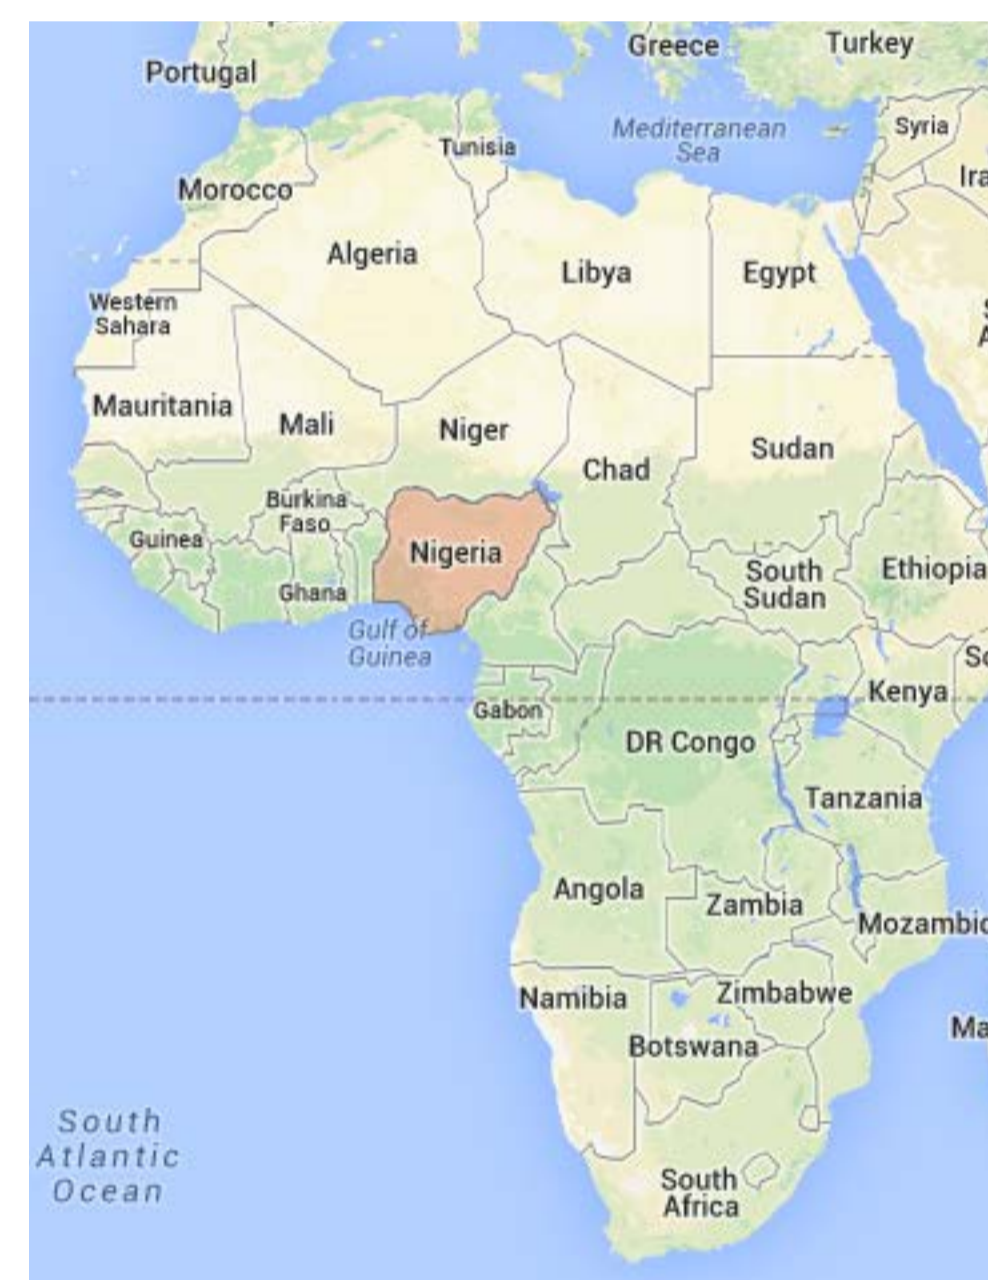 Greece
Turkey
Portugal
Syria
Mediterranean
Sea
Tunisia
Ira
Morocco
Algeria
Libya
Egypt
Western
Sahara
S
A
Mauritania
Mali
Niger
Sudan
Chad
Burkina
Faso
Guinea
Nigeria
Ethiopia
South
Sudan
Ghana
Gulf of
Guinea
So
Kenya
Gabon
DR Congo
Tanzania
Angola
Zambia
Mozambic
Namibia
Zimbabwe
Ma
Botswana
South
Atlantic
Ocean
South
Africa